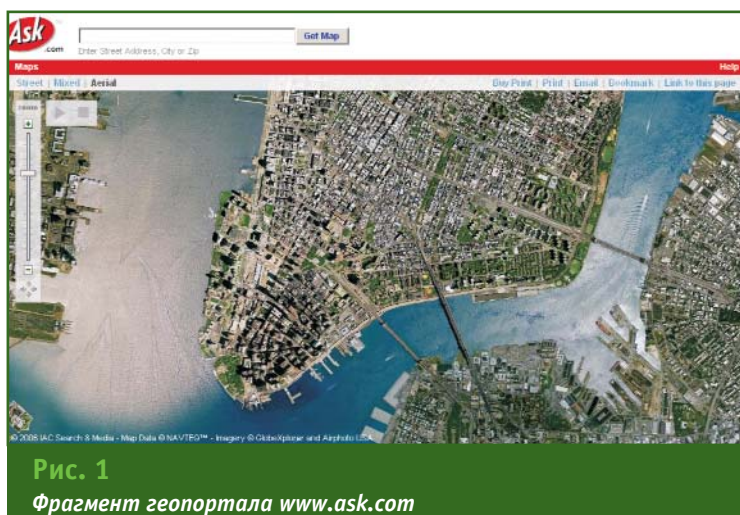 Ask
.com
Get Map
Enter Street Address, City or Zip
Maps
Help
Street | Mixed | Aerial
Buy Print | Print | Email | Bookmark | Link to this page
© 2006 IAC Search & Media - Map Data © NAVTEQ™ - Imagery © GlobeXplorer and Airphoto USA
Рис. 1
Фрагмент геопортала www.ask.com